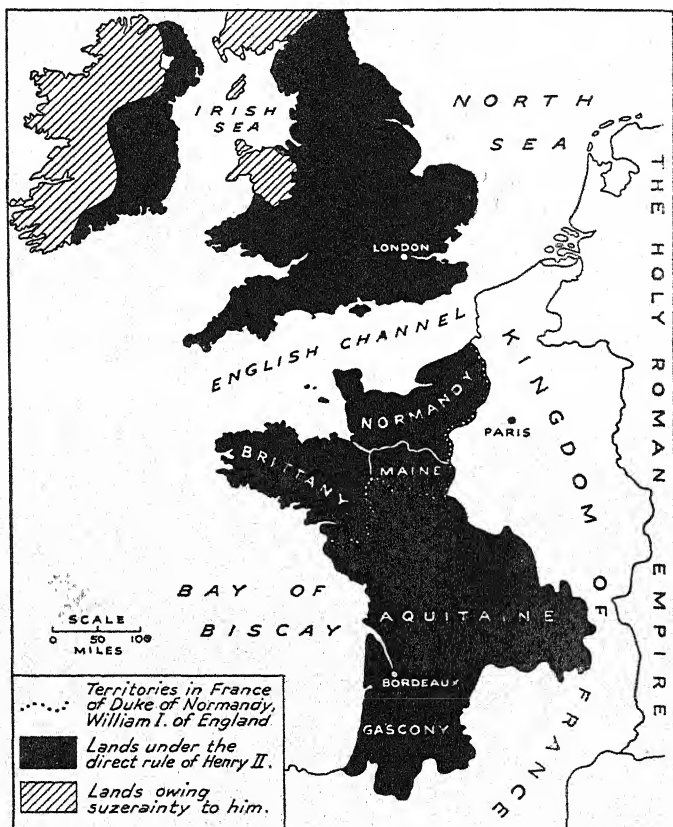 IRISH
SEA
NORTH
SEA
LONDON
ENGLISH CHANNEL
THE HOLY ROMAN EMPIRE
KINGDOM OF FRANCE
NORMANDY
PARIS
BRITTANY
MAINE
BAY OF
BISCAY
AQUITAINE
SCALE
0 50 100
MILES
BORDEAUX
GASCONY
Territories in France
of Duke of Normandy,
William I. of England
Lands under the
direct rule of Henry II.
Lands owing
suzerainty to him.